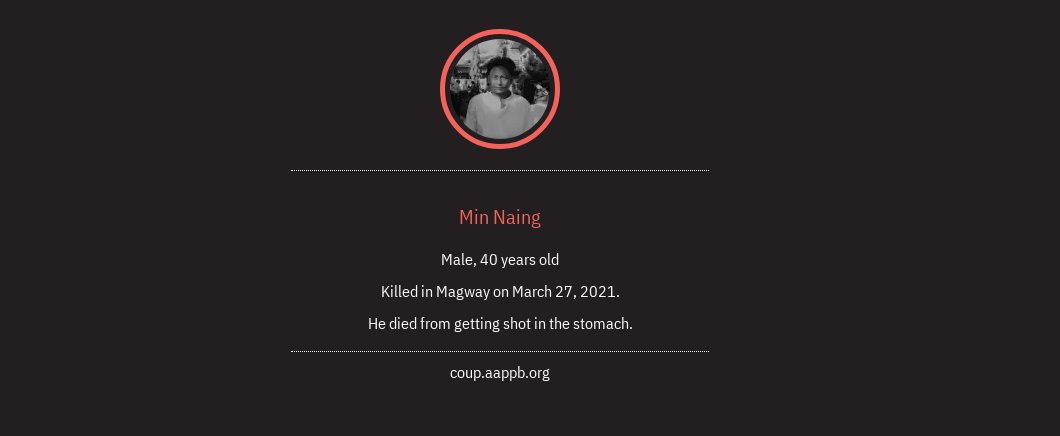 Min Naing
Male, 40 years old
Killed in Magway on March 27, 2021.
He died from getting shot in the stomach.
coup.aappb.org